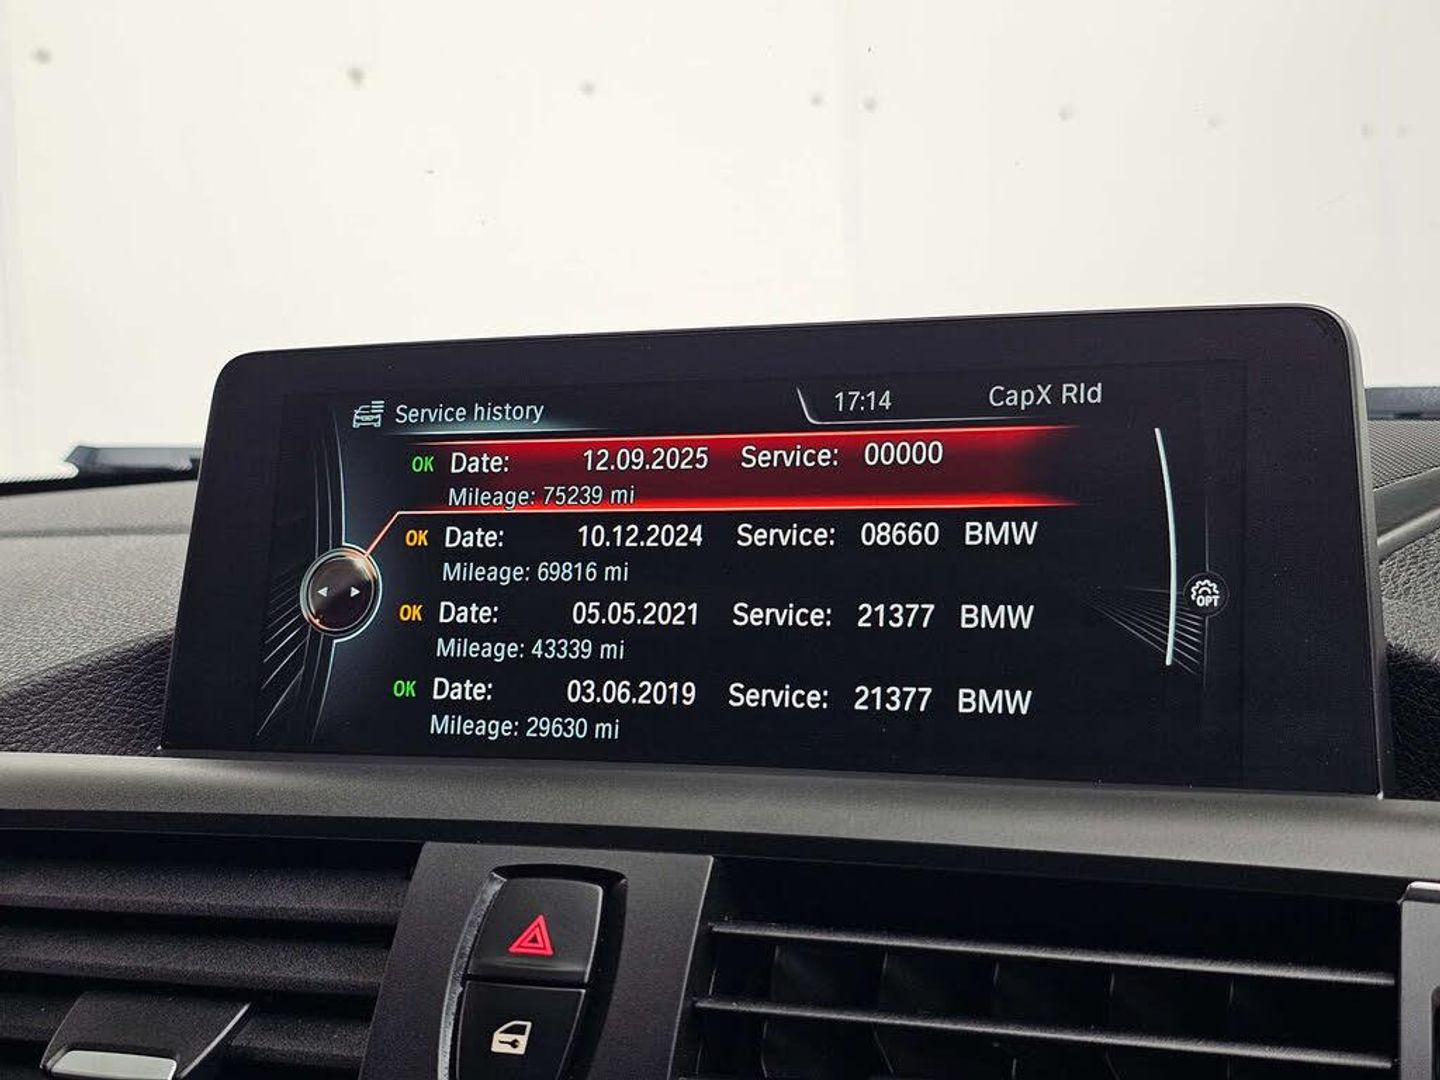 Service history 17:14 CapX Rld
OK Date: 12.09.2025 Service: 00000
Mileage: 75239 mi
OK Date: 10.12.2024 Service: 08660 BMW
Mileage: 69816 mi
OK Date: 05.05.2021 Service: 21377 BMW
Mileage: 43339 mi
OK Date: 03.06.2019 Service: 21377 BMW
Mileage: 29630 mi
OPT